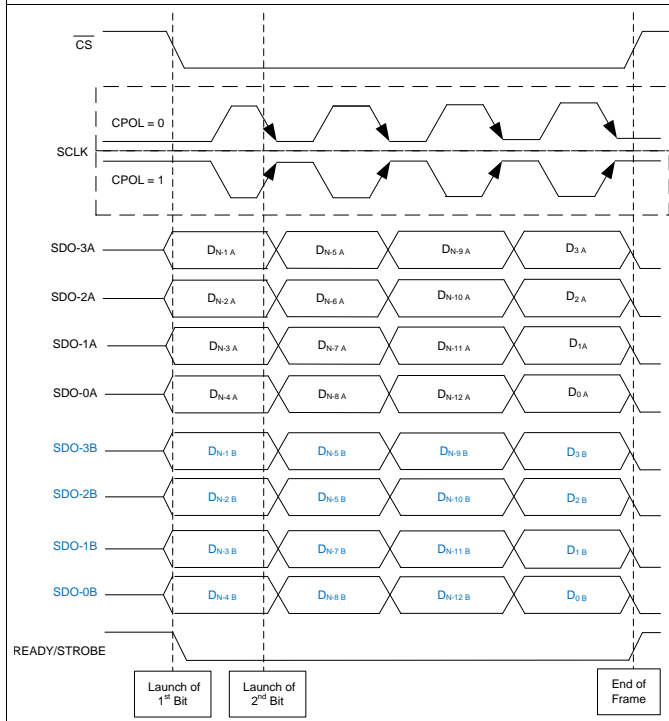 CS
CPOL = 0
SCLK
CPOL = 1
SDO-3A DN-1 A DN-5 A DN-9 A D3 A
SDO-2A DN-2 A DN-6 A DN-10 A D2 A
SDO-1A DN-3 A DN-7 A DN-11 A D1A
SDO-0A DN-4 A DN-8 A DN-12 A D0 A
SDO-3B DN-1 B DN-5 B DN-9 B D3 B
SDO-2B DN-2 B DN-5 B DN-10 B D2 B
SDO-1B DN-3 B DN-7 B DN-11 B D1 B
SDO-0B DN-4 B DN-8 B DN-12 B D0 B
READY/STROBE
Launch of
1st Bit
Launch of
2nd Bit
End of
Frame